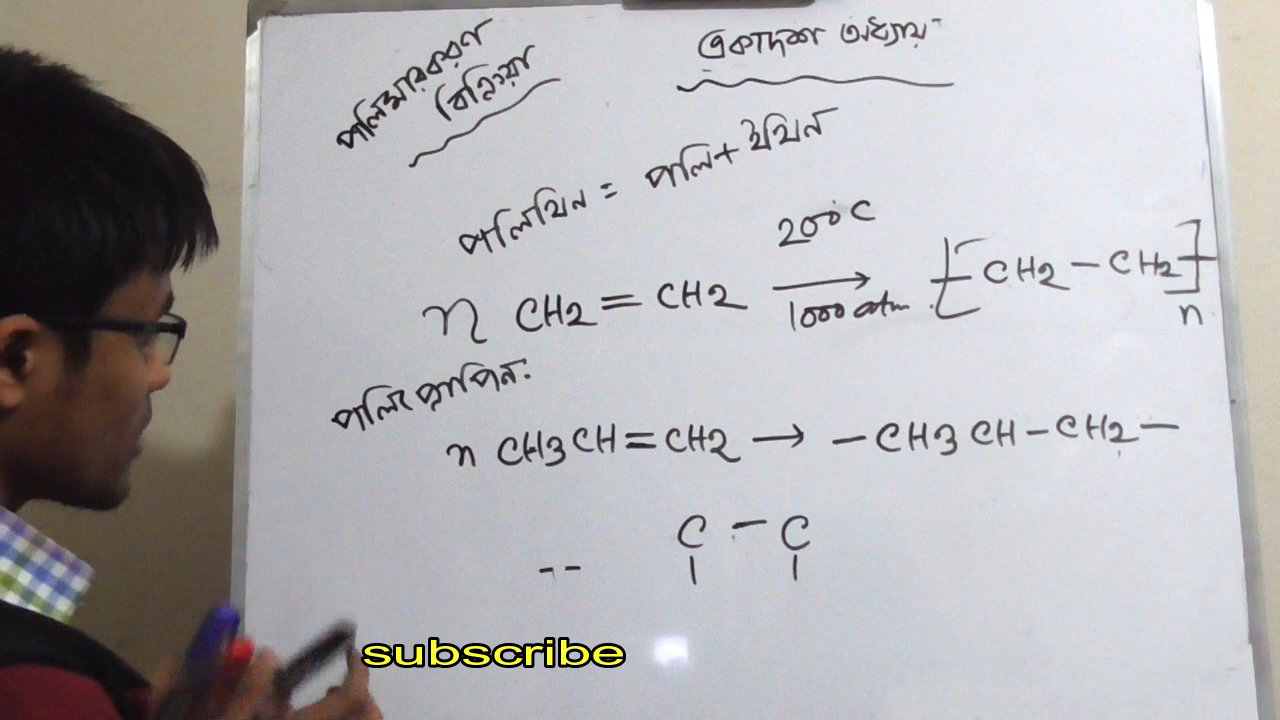 পলিমারকরণ
বিক্রিয়া
একাদশ অধ্যায়
পলিথিন = পলি+ইথিন
n CH2=CH2 200°C → 1000 atm [-CH2-CH2-]n
পলিপ্রোপিন:
n CH3CH=CH2 → -CH3CH-CH2-
-- C-C
subscribe